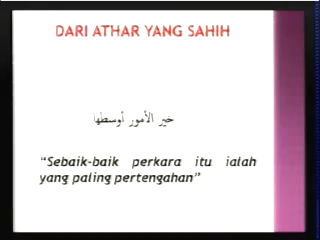 DARI ATHAR YANG SAHIH
خير الأمور أوسطها
“Sebaik-baik perkara itu ialah
yang paling pertengahan”